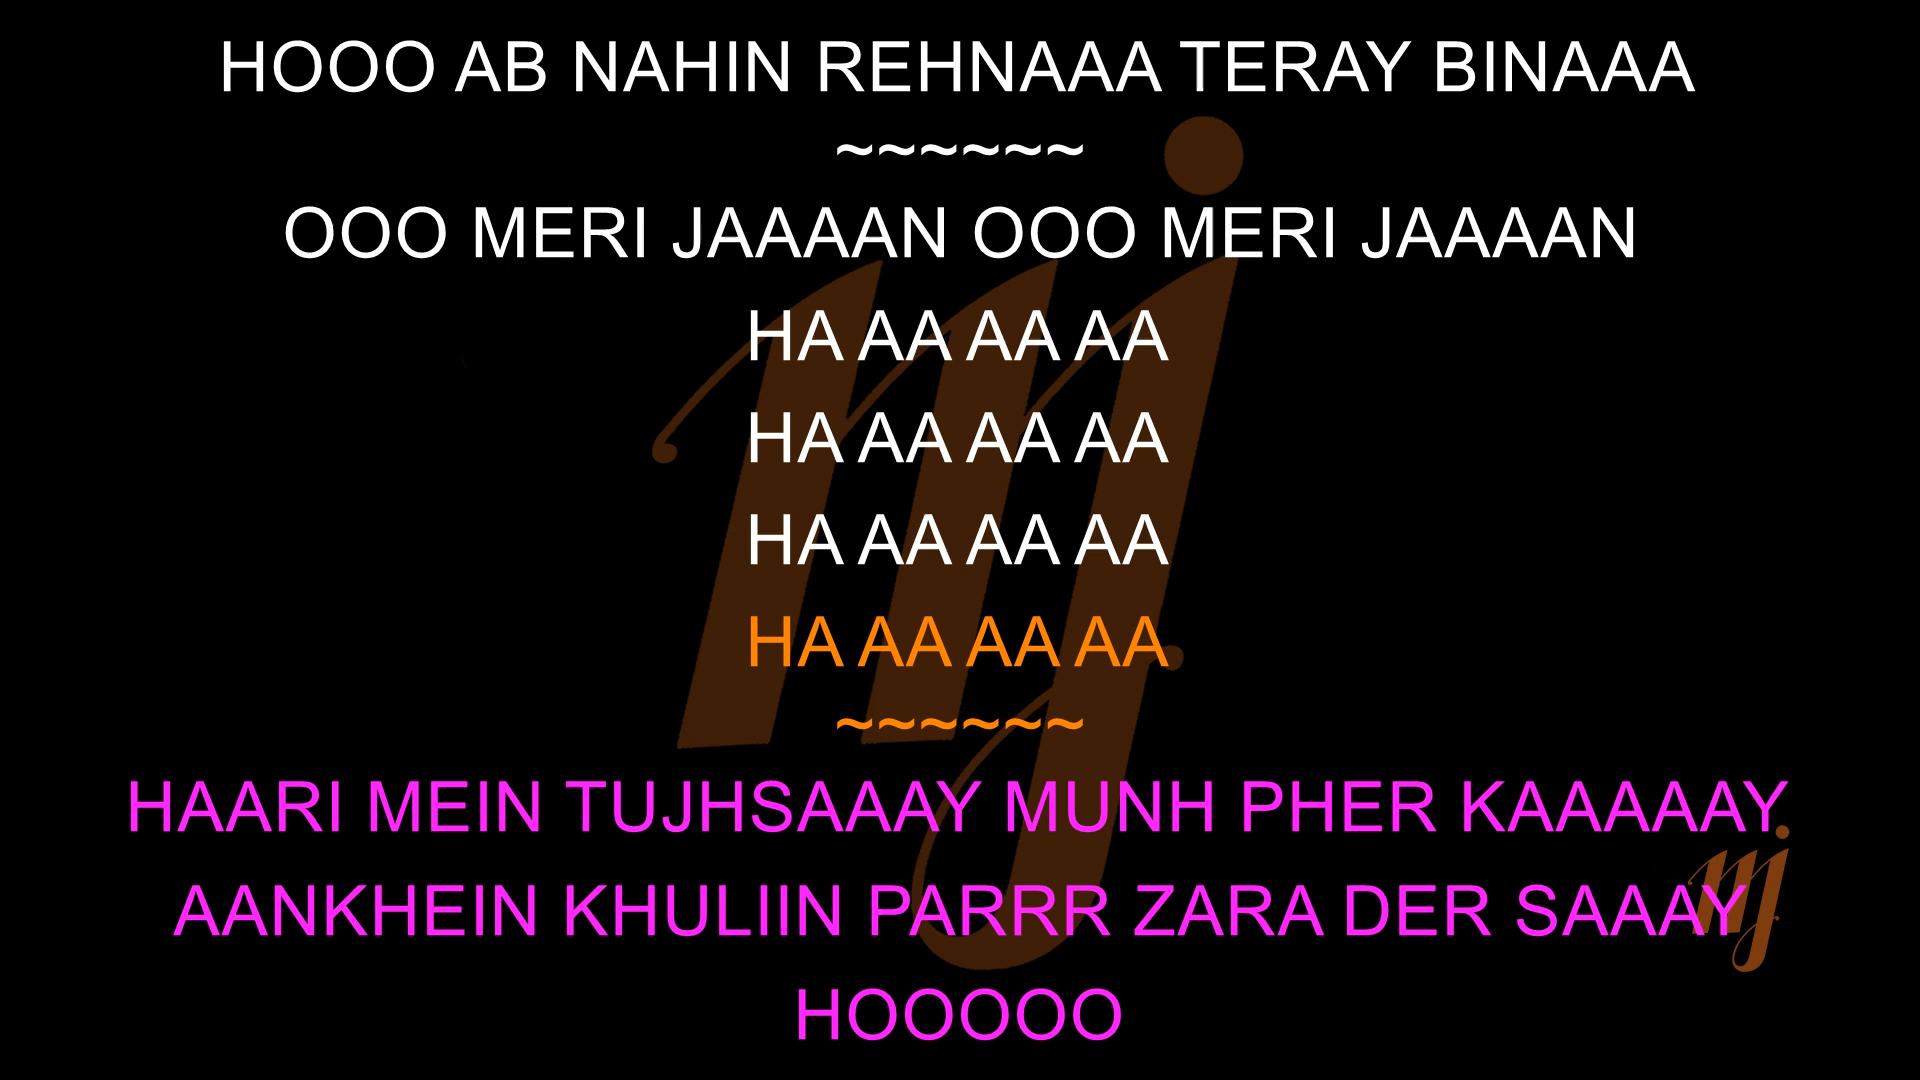 HOOO AB NAHIN REHNAAA TERAY BINAAA
~~~~~~
OOO MERI JAAAAN OOO MERI JAAAAN
HA AA AA AA
HA AA AA AA
HA AA AA AA
HA AA AA AA
~~~~~~
HAARI MEIN TUJHSAAAY MUNH PHER KAAAAAY
AANKHEIN KHULIIN PARRR ZARA DER SAAAY
HOOOOO
mj
mj